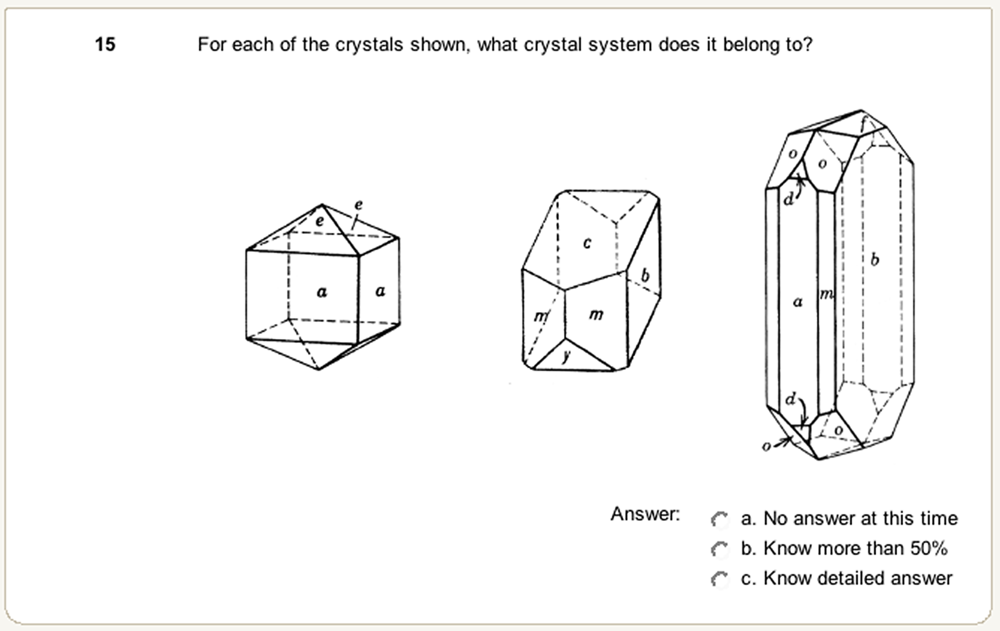 15 For each of the crystals shown, what crystal system does it belong to?
e
e
a a
c
b
m m
y
f
o o
d
b
a m
d
o
o
Answer:
a. No answer at this time
b. Know more than 50%
c. Know detailed answer